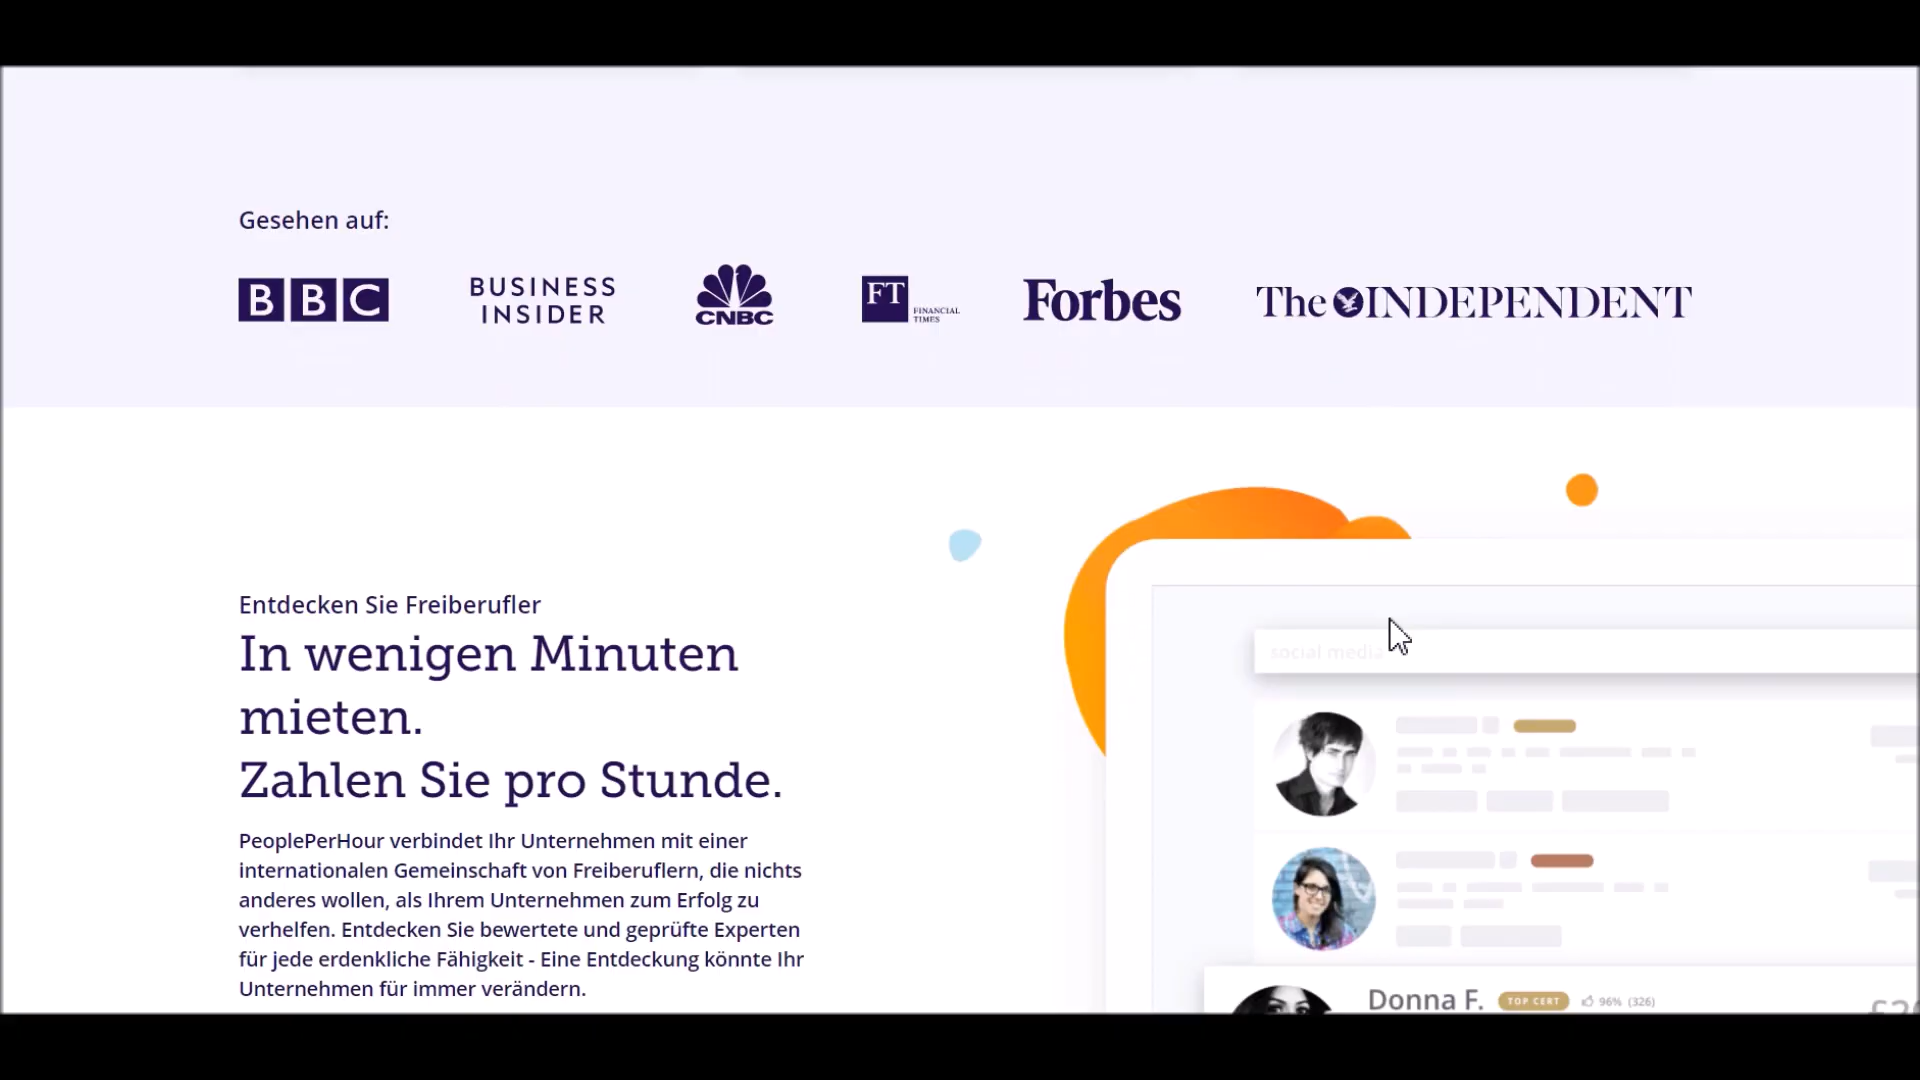 Gesehen auf:
BBC
BUSINESS
INSIDER
CNBC
FT
FINANCIAL
TIMES
Forbes
The INDEPENDENT
Entdecken Sie Freiberufler
In wenigen Minuten
mieten.
Zahlen Sie pro Stunde.
PeoplePerHour verbindet Ihr Unternehmen mit einer
internationalen Gemeinschaft von Freiberuflern, die nichts
anderes wollen, als Ihrem Unternehmen zum Erfolg zu
verhelfen. Entdecken Sie bewertete und geprüfte Experten
für jede erdenkliche Fähigkeit - Eine Entdeckung könnte Ihr
Unternehmen für immer verändern.
social media
Donna F. TOP CERT 96% (326)